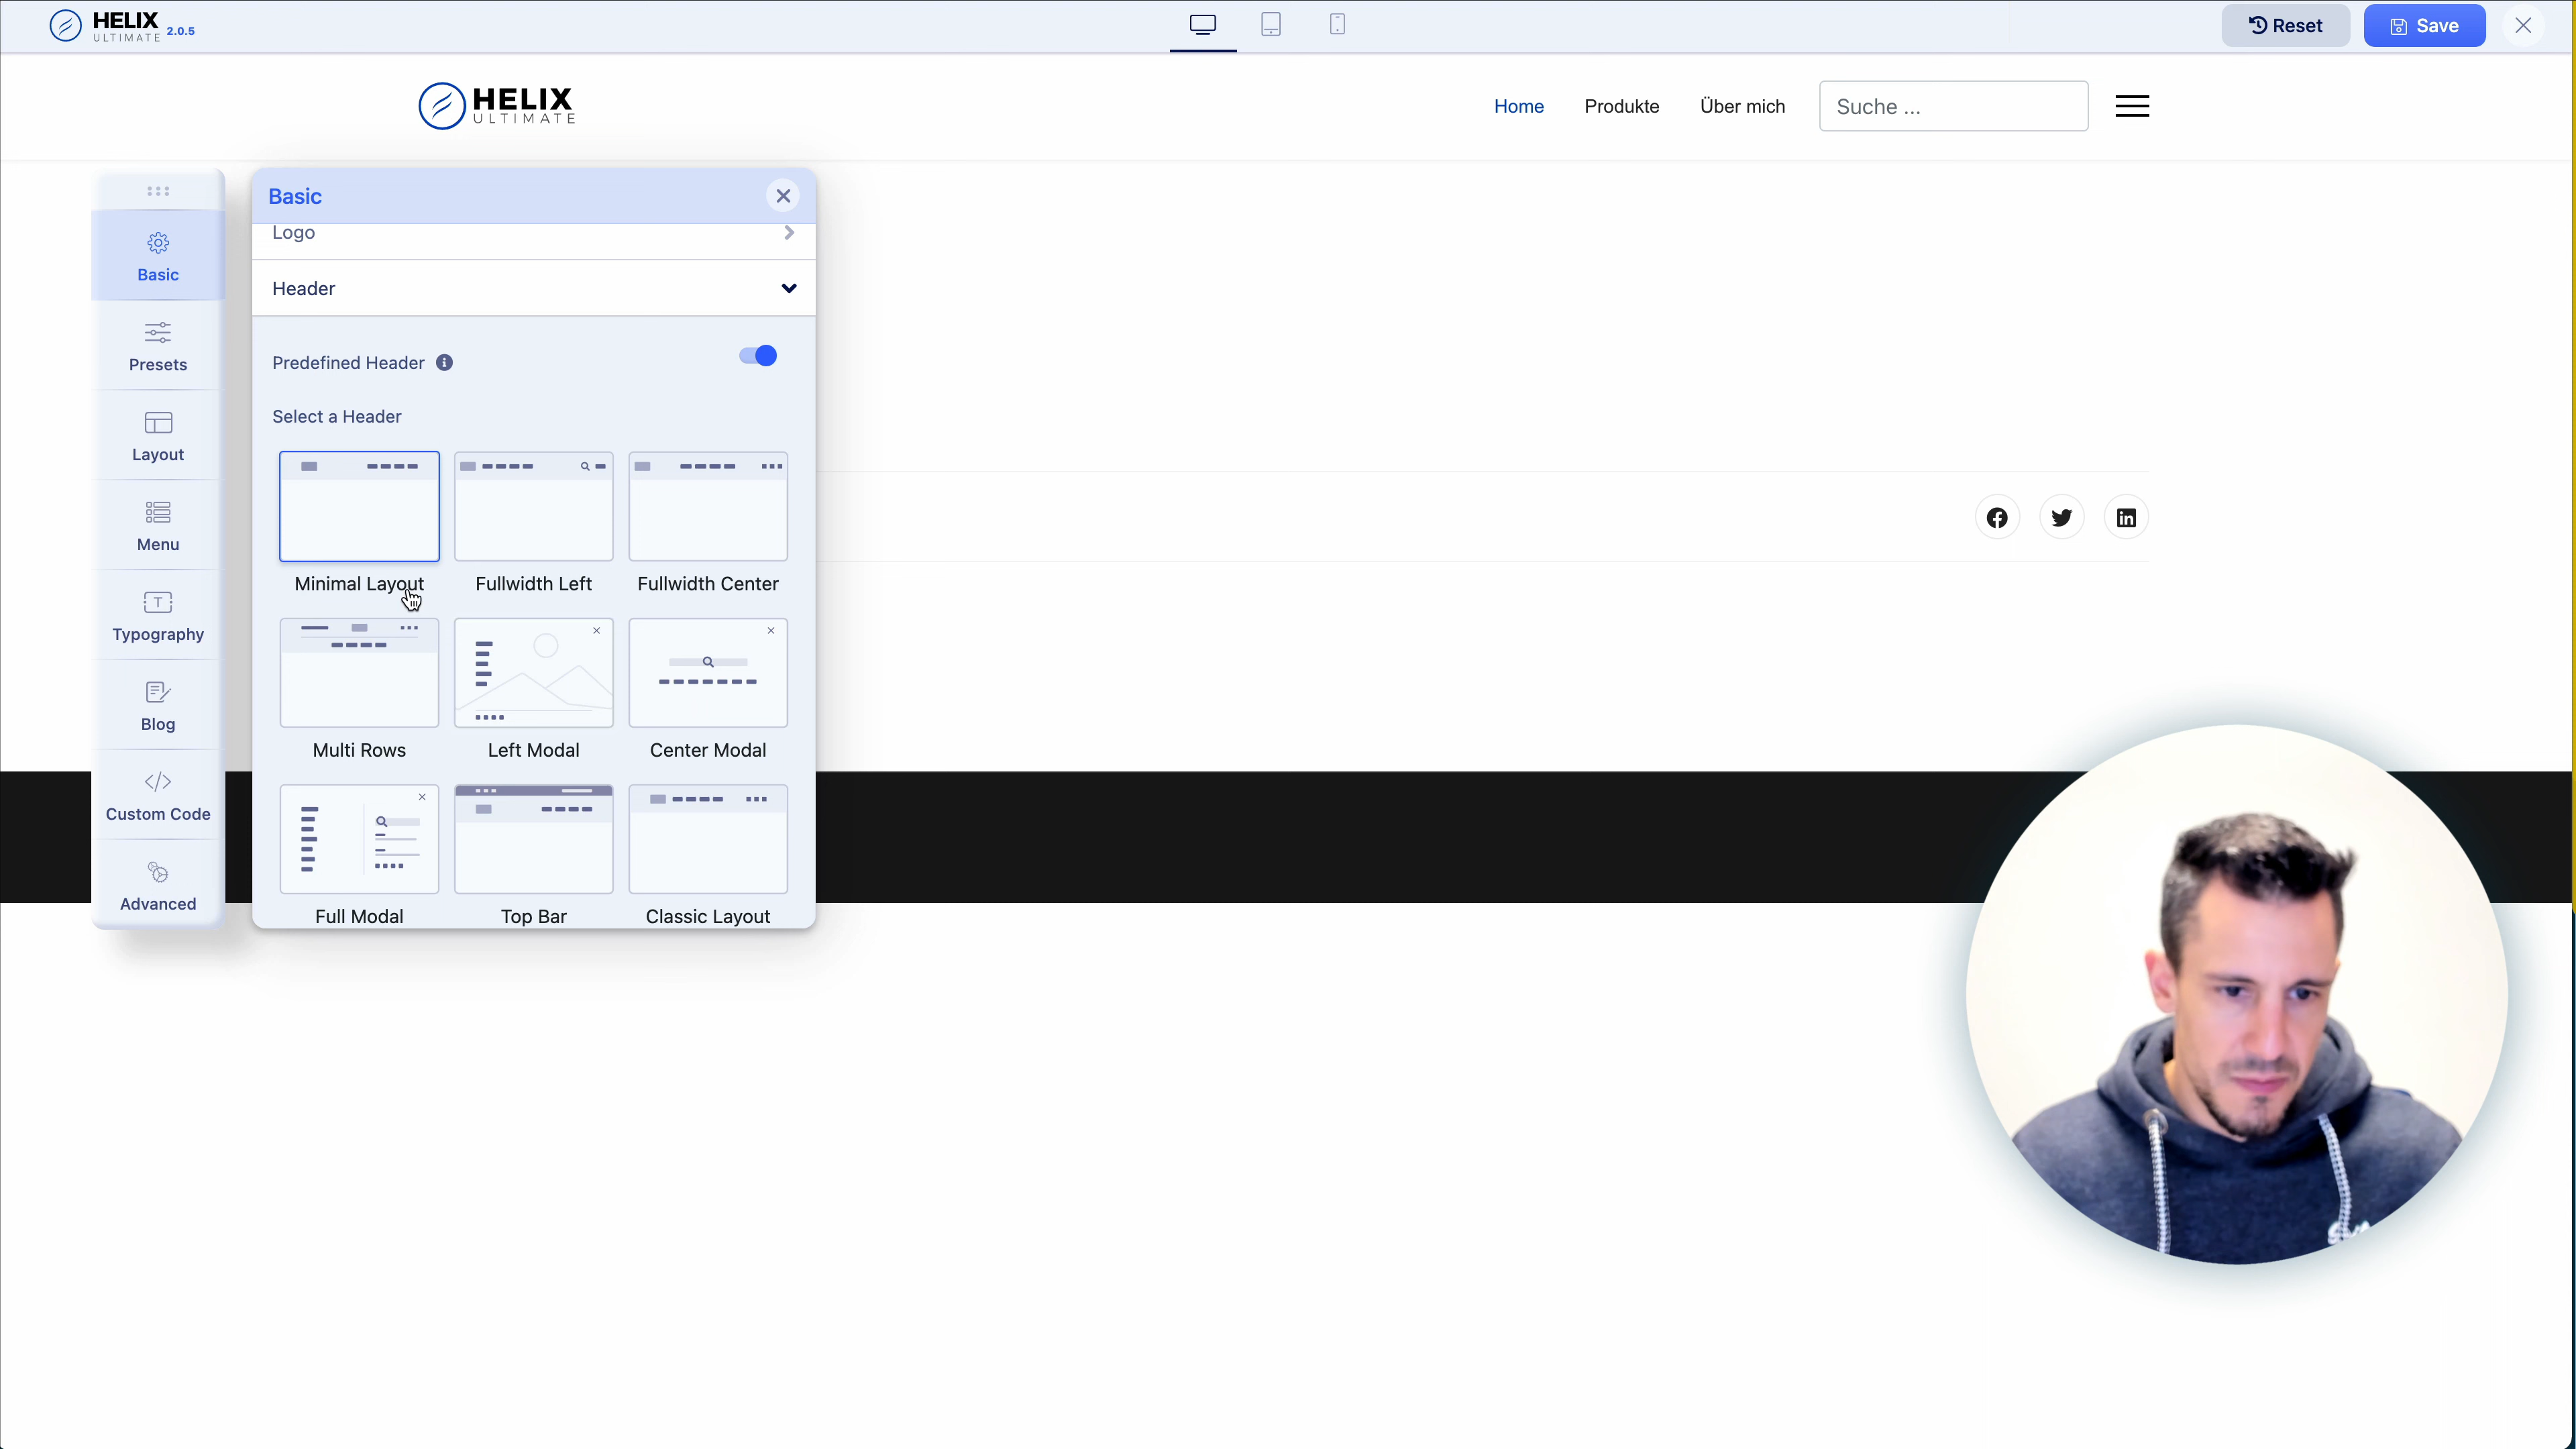 HELIX
ULTIMATE 2.0.5
Reset
Save
HELIX
ULTIMATE
Home
Produkte
Über mich
Suche ...
Basic
Presets
Layout
Menu
Typography
Blog
Custom Code
Advanced
Basic
Logo
Header
Predefined Header
Select a Header
Minimal Layout
Fullwidth Left
Fullwidth Center
Multi Rows
Left Modal
Center Modal
Full Modal
Top Bar
Classic Layout